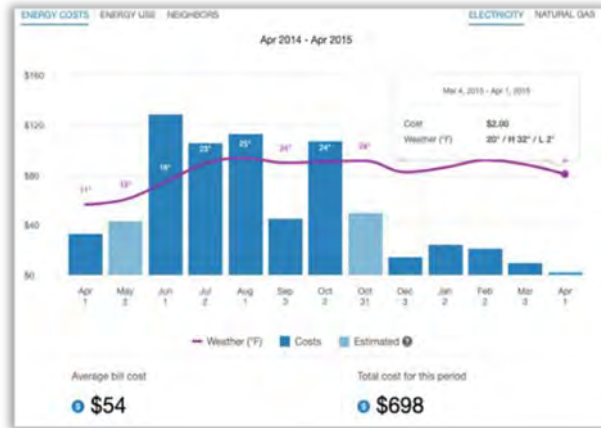 ENERGY COSTS ENERGY USE NEIGHBORS ELECTRICITY NATURAL GAS
Apr 2014 - Apr 2015
$160
Mar 4, 2015 - Apr 1, 2015
$120
Cost $2.00
Weather (°F) 20° / H 32° / L 2°
25° 24° 24° 24°
23°
$80
18°
11° 13°
$40
$0
Apr May Jun Jul Aug Sep Oct Oct Dec Jan Feb Mar Apr
1 2 1 2 1 3 2 31 3 2 2 3 1
Weather (°F) Costs Estimated ?
Average bill cost Total cost for this period
$ $54 $ $698